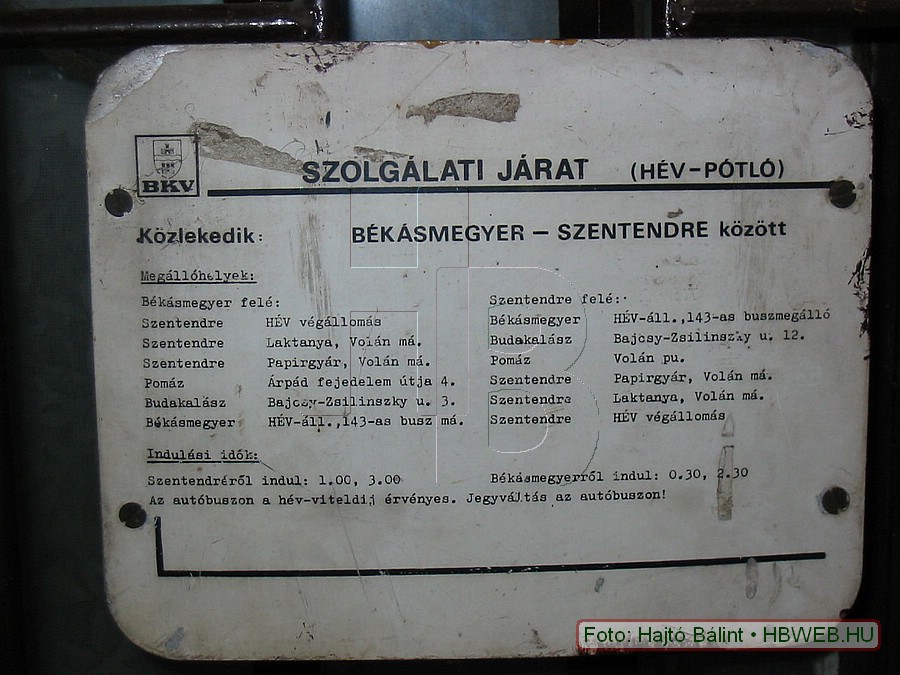 BKV
SZOLGÁLATI JÁRAT (HÉV-PÓTLÓ)
Közlekedik: BÉKÁSMEGYER – SZENTENDRE között
Megállóhelyek:
Békásmegyer felé:
Szentendre HÉV végállomás
Szentendre Laktanya, Volán má.
Szentendre Papirgyár, Volán má.
Pomáz Árpád fejedelem útja 4.
Budakalász Bajcsy-Zsilinszky u. 3.
Békásmegyer HÉV-áll.,143-as busz má.
Szentendre felé:
Békásmegyer HÉV-áll.,143-as buszmegálló
Budakalász Bajcsy-Zsilinszky u. 12.
Pomáz Volán pu.
Szentendre Papirgyár, Volán má.
Szentendre Laktanya, Volán má.
Szentendre HÉV végállomás
Indulási idők:
Szentendréről indul: 1.00, 3.00 Békásmegyerről indul: 0.30, 2.30
Az autóbuszon a hév-viteldij érvényes. Jegyváltás az autóbuszon!
HB
Foto: Hajtó Bálint • HBWEB.HU